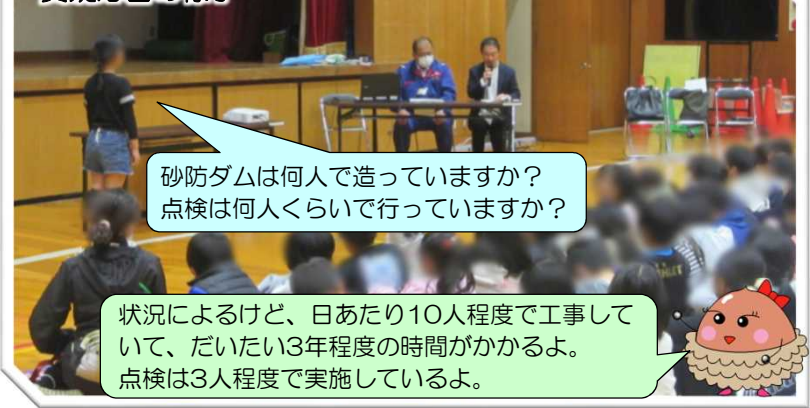 砂防ダムは何人で造っていますか？
点検は何人くらいで行っていますか？
状況によるけど、日あたり10人程度で工事して
いて、だいたい3年程度の時間がかかるよ。
点検は3人程度で実施しているよ。